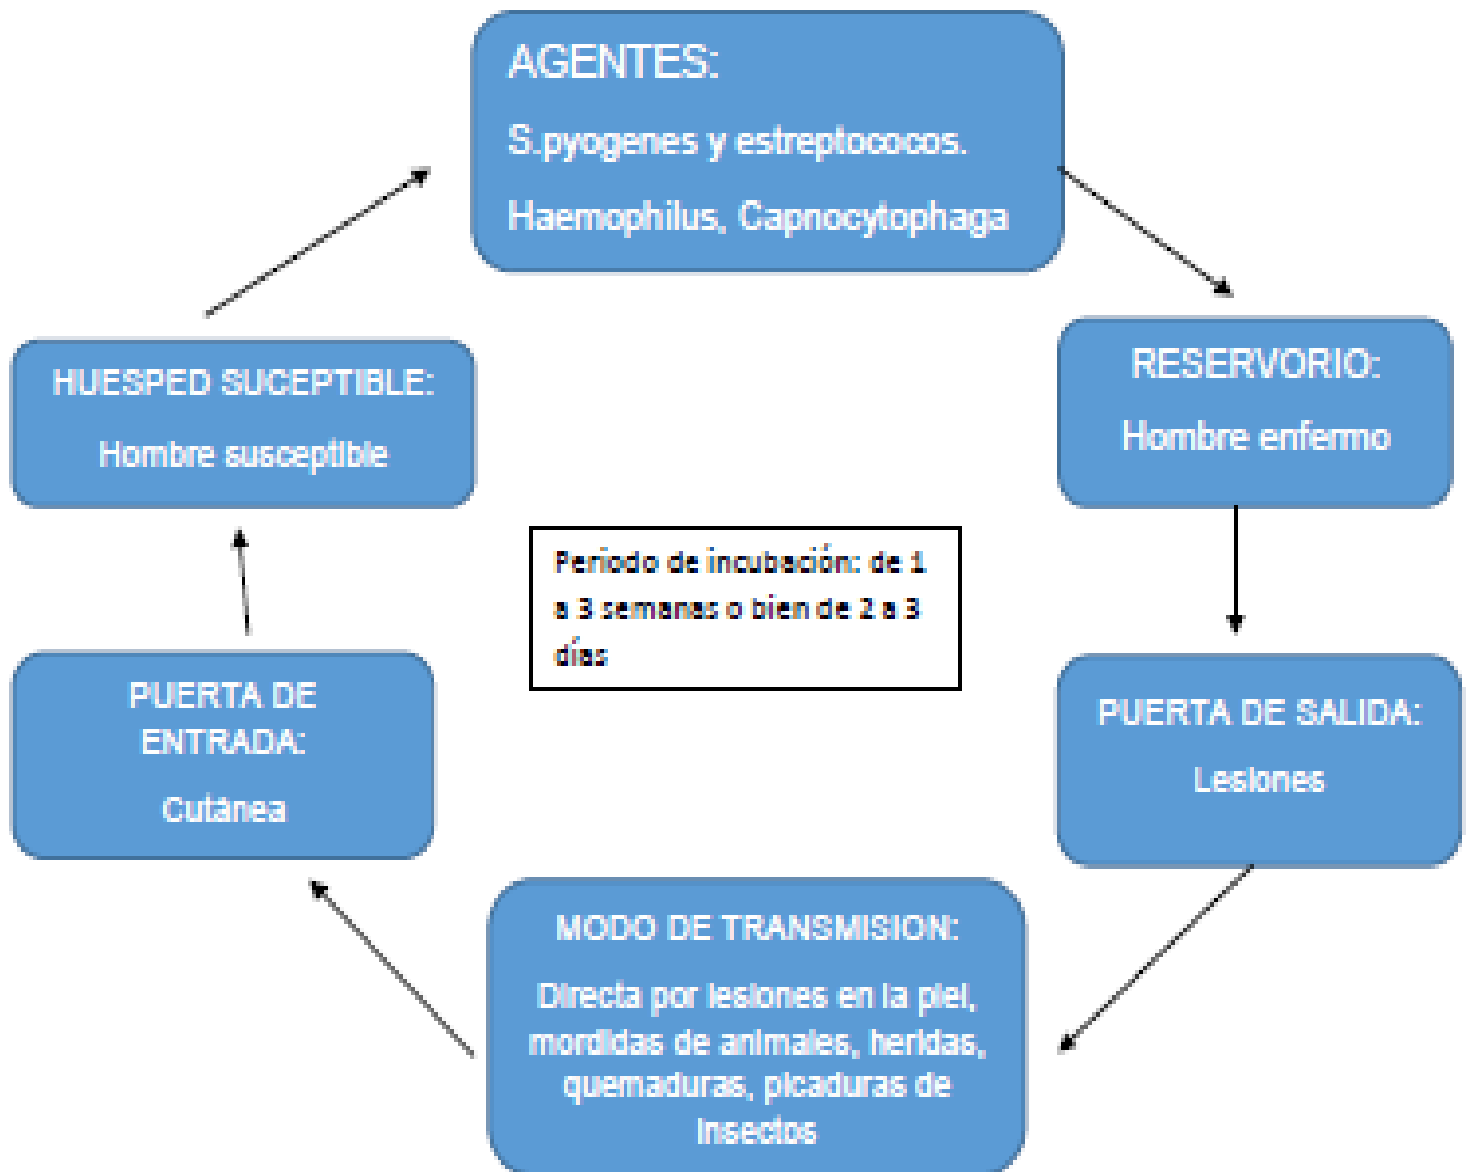 AGENTES:
S.pyogenes y estreptococos.
Haemophilus, Capnocytophaga
RESERVORIO:
Hombre enfermo
PUERTA DE SALIDA:
Lesiones
MODO DE TRANSMISION:
Directa por lesiones en la piel,
mordidas de animales, heridas,
quemaduras, picaduras de
insectos
PUERTA DE
ENTRADA:
Cutánea
HUESPED SUCEPTIBLE:
Hombre susceptible
Periodo de incubación: de 1
a 3 semanas o bien de 2 a 3
días